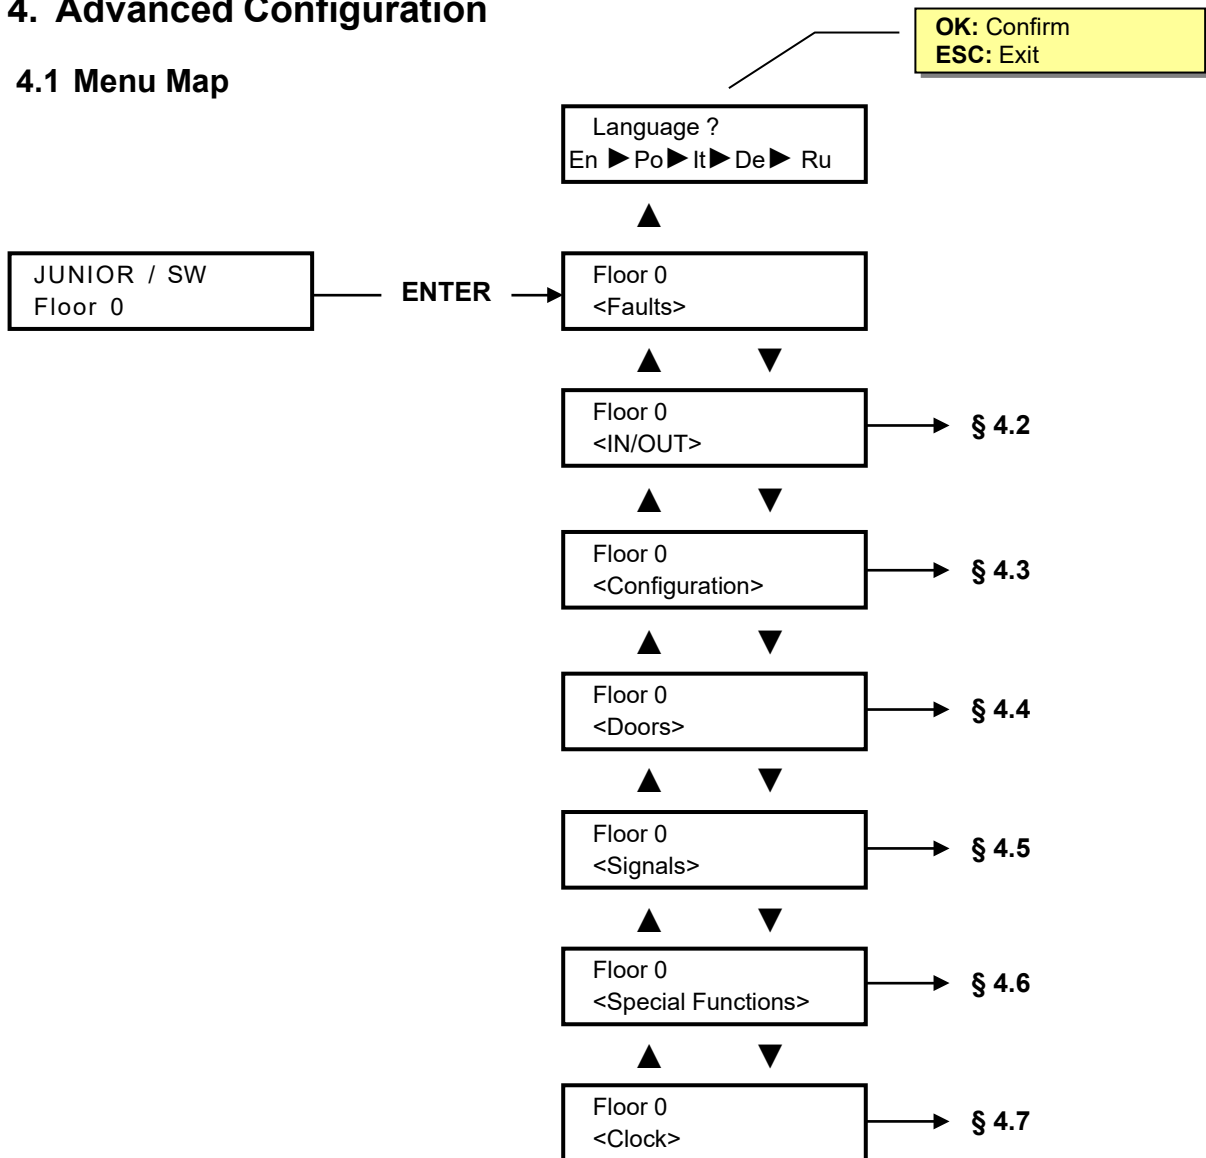 4. Advanced Configuration
OK: Confirm
ESC: Exit
4.1 Menu Map
Language ?
En ▶ Po ▶ It ▶ De ▶ Ru
JUNIOR / SW
Floor 0
ENTER
Floor 0
<Faults>
Floor 0
<IN/OUT>
§ 4.2
Floor 0
<Configuration>
§ 4.3
Floor 0
<Doors>
§ 4.4
Floor 0
<Signals>
§ 4.5
Floor 0
<Special Functions>
§ 4.6
Floor 0
<Clock>
§ 4.7